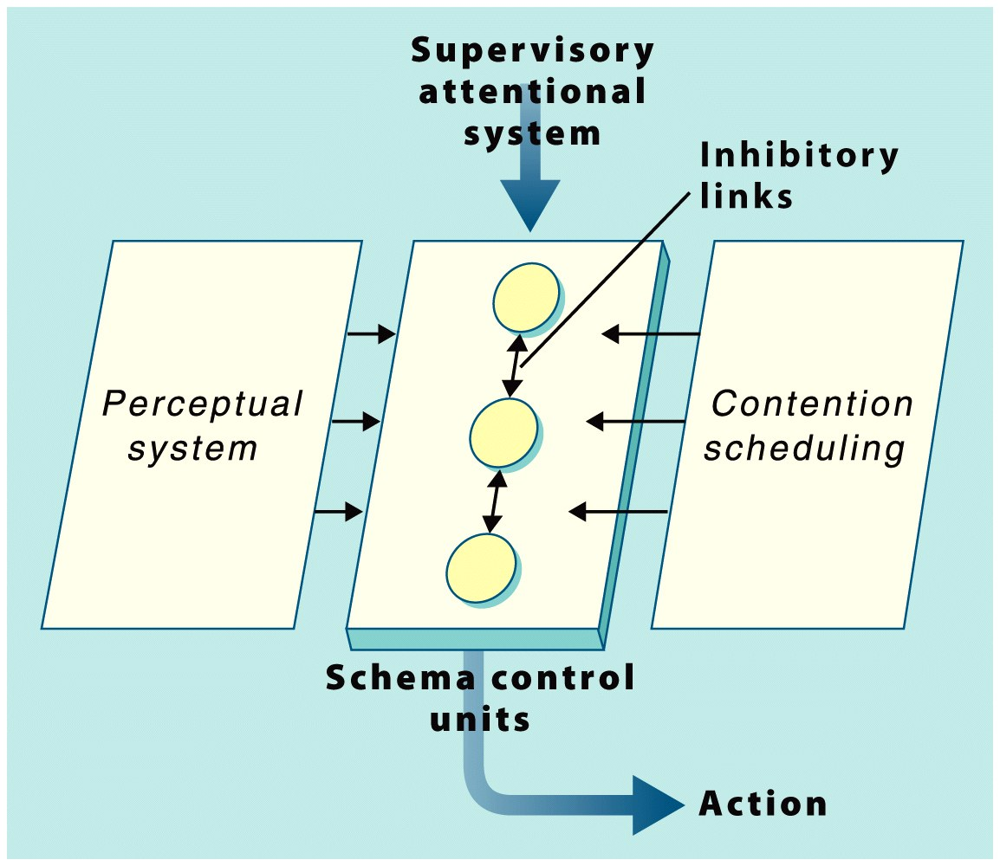 Supervisory
attentional
system
Inhibitory
links
Perceptual
system
Contention
scheduling
Schema control
units
Action